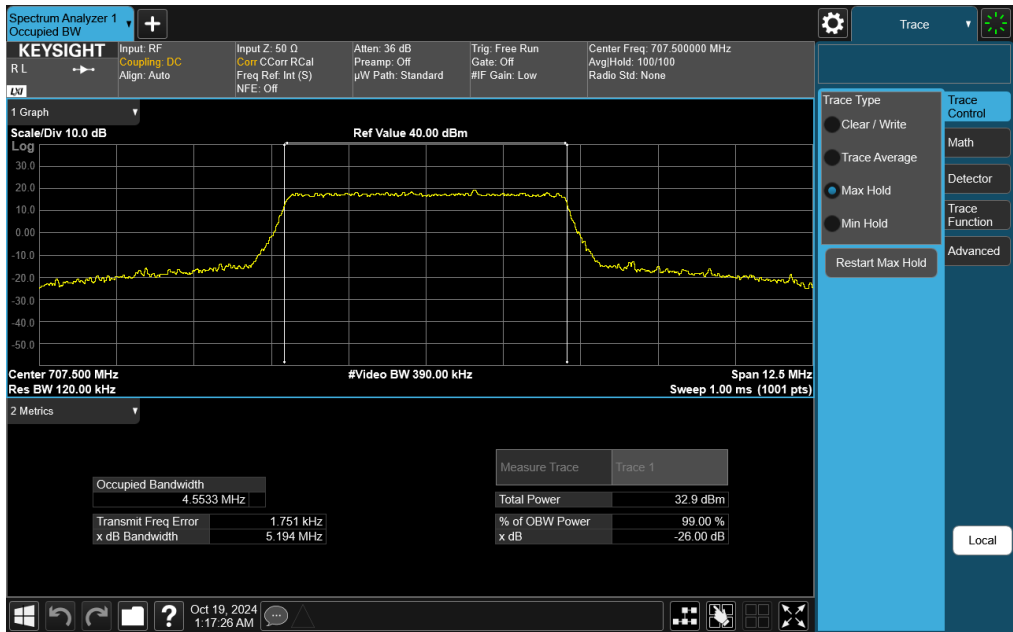 Spectrum Analyzer 1
Occupied BW
+
Trace
KEYSIGHT
R L
LXI
Input: RF
Coupling: DC
Align: Auto
Input Z: 50 Ω
Corr CCorr RCal
Freq Ref: Int (S)
NFE: Off
Atten: 36 dB
Preamp: Off
µW Path: Standard
Trig: Free Run
Gate: Off
#IF Gain: Low
Center Freq: 707.500000 MHz
Avg|Hold: 100/100
Radio Std: None
1 Graph
Scale/Div 10.0 dB
Ref Value 40.00 dBm
Log
30.0
20.0
10.0
0.00
-10.0
-20.0
-30.0
-40.0
-50.0
Center 707.500 MHz
#Video BW 390.00 kHz
Span 12.5 MHz
Res BW 120.00 kHz
Sweep 1.00 ms (1001 pts)
2 Metrics
Measure Trace
Trace 1
Occupied Bandwidth
4.5533 MHz
Total Power
32.9 dBm
Transmit Freq Error
1.751 kHz
% of OBW Power
99.00 %
x dB Bandwidth
5.194 MHz
x dB
-26.00 dB
Trace Type
Clear / Write
Trace Average
Max Hold
Min Hold
Restart Max Hold
Trace
Control
Math
Detector
Trace
Function
Advanced
Local
?
Oct 19, 2024
1:17:26 AM